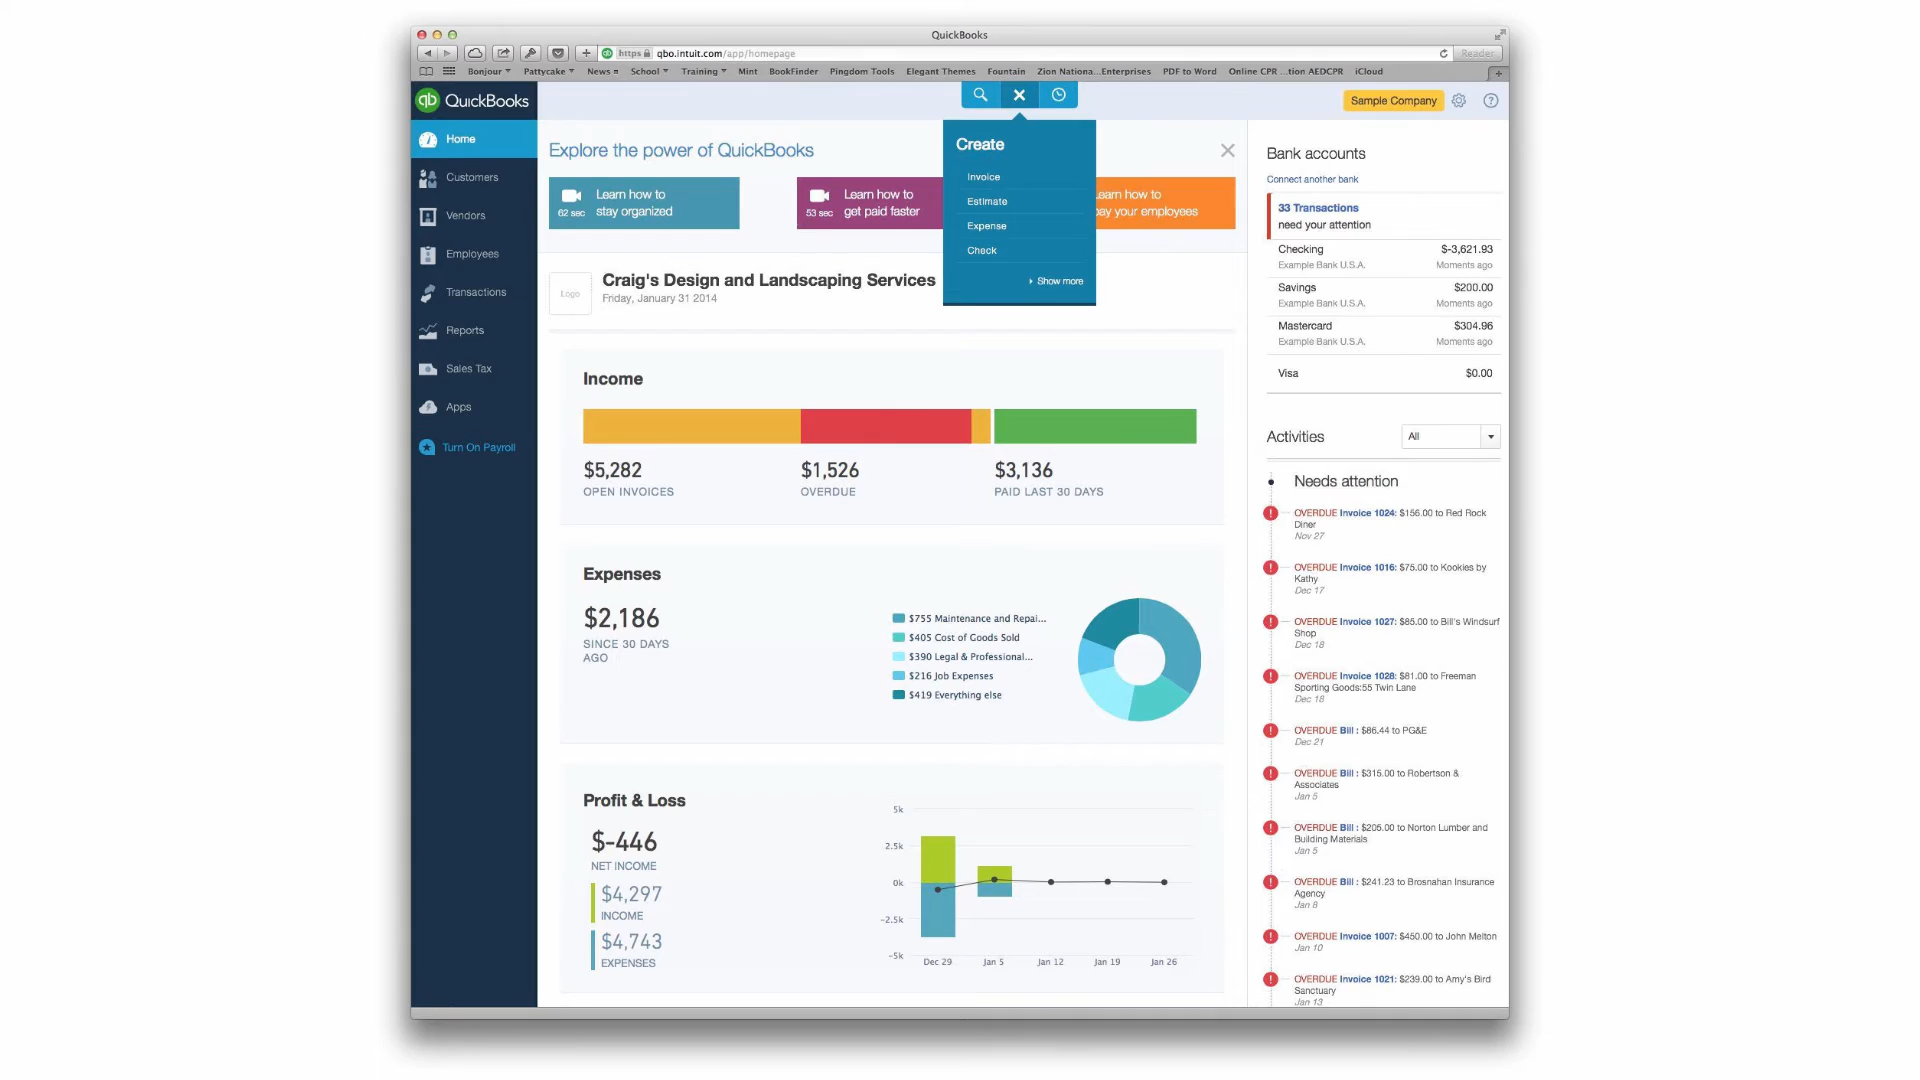 QuickBooks
https qbo.intuit.com/app/homepage
Reader
Bonjour Pattycake News School Training Mint BookFinder Pingdom Tools Elegant Themes Fountain Zion Nationa...Enterprises PDF to Word Online CPR ...tion AEDCPR iCloud
qb QuickBooks
Sample Company
?
Home
Customers
Vendors
Employees
Transactions
Reports
Sales Tax
Apps
Turn On Payroll
Explore the power of QuickBooks
62 sec
Learn how to
stay organized
53 sec
Learn how to
get paid faster
earn how to
pay your employees
Create
Invoice
Estimate
Expense
Check
Show more
Logo
Craig's Design and Landscaping Services
Friday, January 31 2014
Income
$5,282
OPEN INVOICES
$1,526
OVERDUE
$3,136
PAID LAST 30 DAYS
Expenses
$2,186
SINCE 30 DAYS
AGO
$755 Maintenance and Repai...
$405 Cost of Goods Sold
$390 Legal & Professional...
$216 Job Expenses
$419 Everything else
Profit & Loss
$-446
NET INCOME
$4,297
INCOME
$4,743
EXPENSES
5k
2.5k
0k
-2.5k
-5k
Dec 29 Jan 5 Jan 12 Jan 19 Jan 26
Bank accounts
Connect another bank
33 Transactions
need your attention
Checking $-3,621.93
Example Bank U.S.A. Moments ago
Savings $200.00
Example Bank U.S.A. Moments ago
Mastercard $304.96
Example Bank U.S.A. Moments ago
Visa $0.00
Activities All
Needs attention
OVERDUE Invoice 1024: $156.00 to Red Rock
Diner
Nov 27
OVERDUE Invoice 1016: $75.00 to Kookies by
Kathy
Dec 17
OVERDUE Invoice 1027: $85.00 to Bill's Windsurf
Shop
Dec 18
OVERDUE Invoice 1028: $81.00 to Freeman
Sporting Goods:55 Twin Lane
Dec 18
OVERDUE Bill : $86.44 to PG&E
Dec 21
OVERDUE Bill : $315.00 to Robertson &
Associates
Jan 5
OVERDUE Bill : $205.00 to Norton Lumber and
Building Materials
Jan 5
OVERDUE Bill : $241.23 to Brosnahan Insurance
Agency
Jan 8
OVERDUE Invoice 1007: $450.00 to John Melton
Jan 10
OVERDUE Invoice 1021: $239.00 to Amy's Bird
Sanctuary
Jan 13